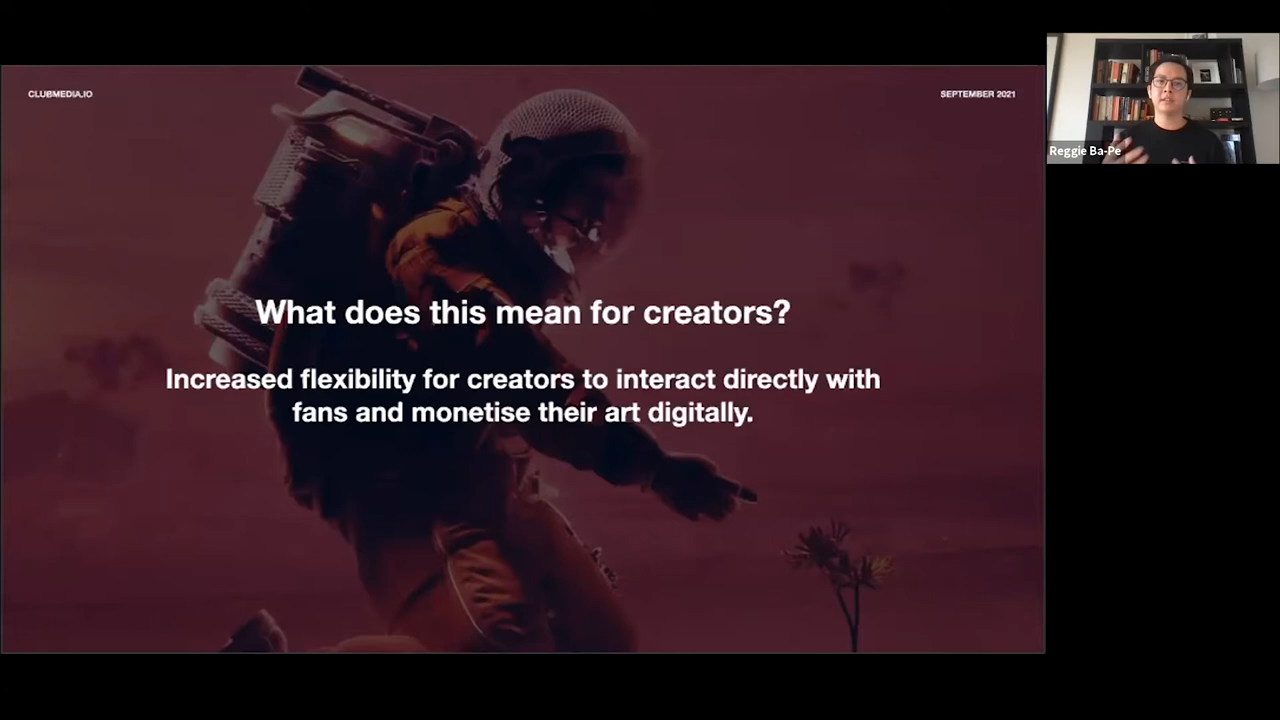 CLUBMEDIA.IO
SEPTEMBER 2021
What does this mean for creators?
Increased flexibility for creators to interact directly with
fans and monetise their art digitally.
Reggie Ba-Pe